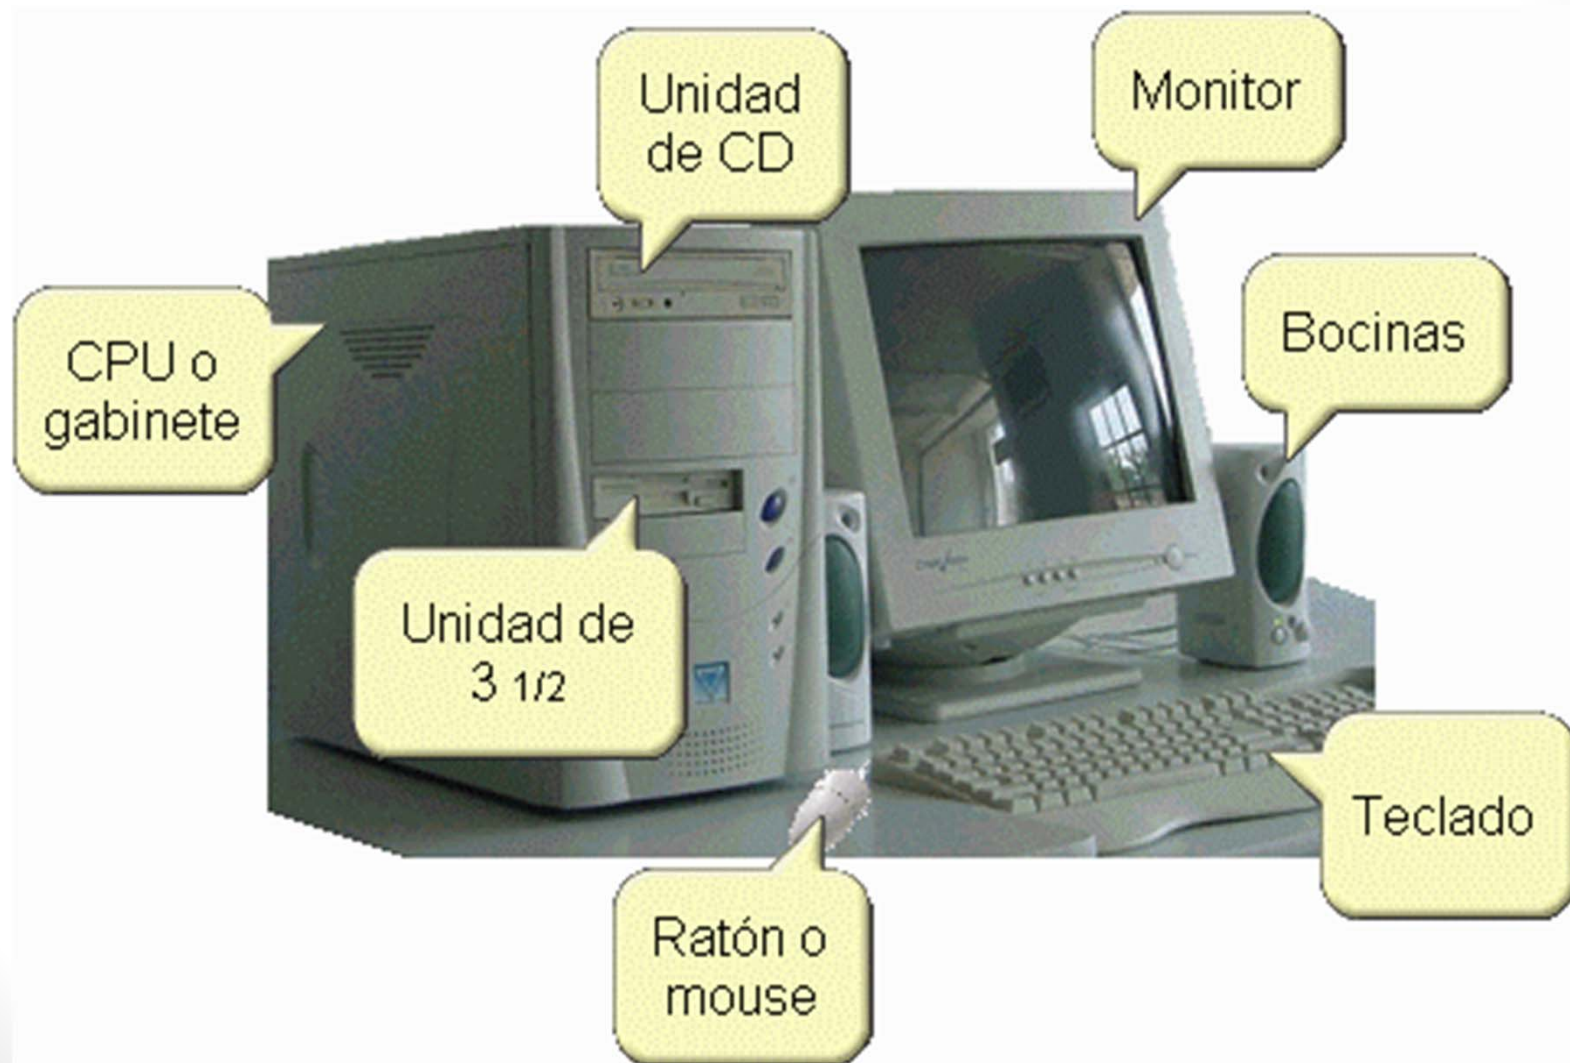 Unidad
de CD
Monitor
CPU o
gabinete
Bocinas
Unidad de
3 1/2
Teclado
Ratón o
mouse